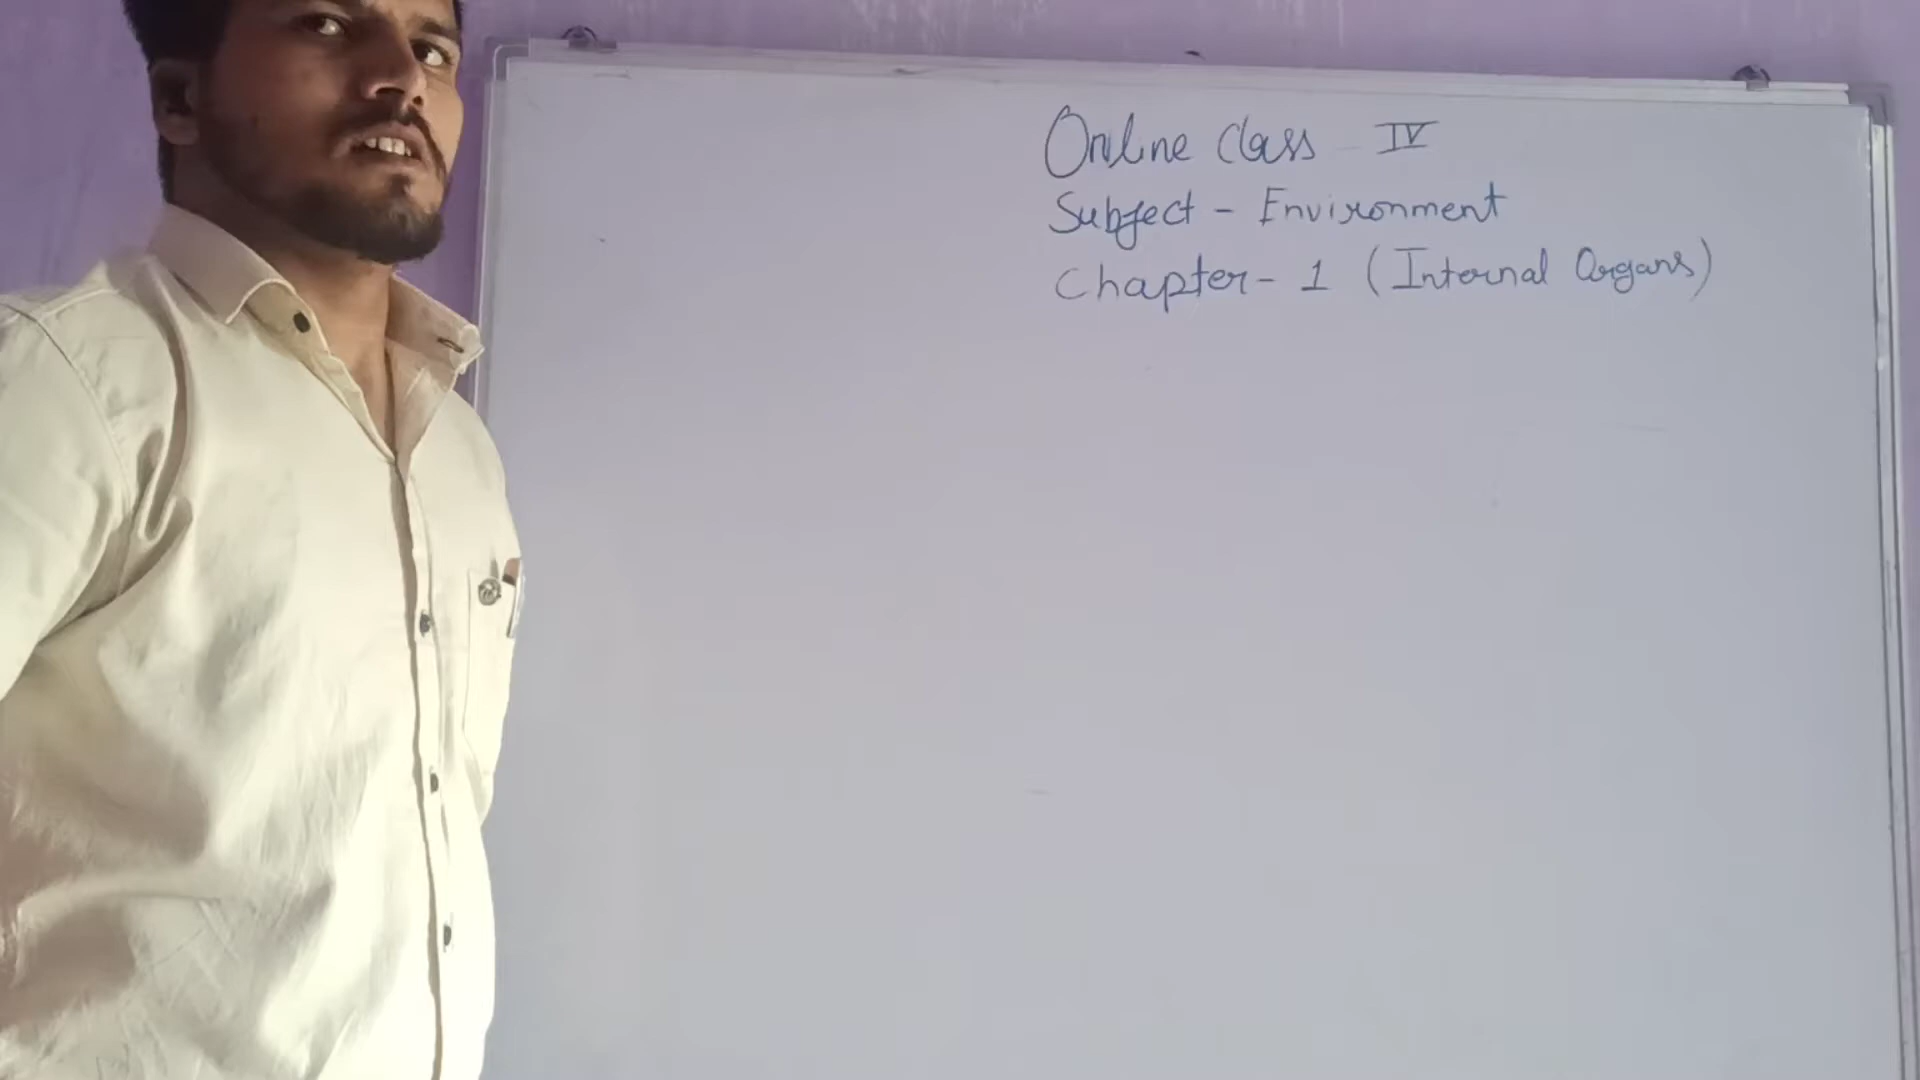 Online Class - IV
Subject - Environment
Chapter - 1 (Internal Organs)